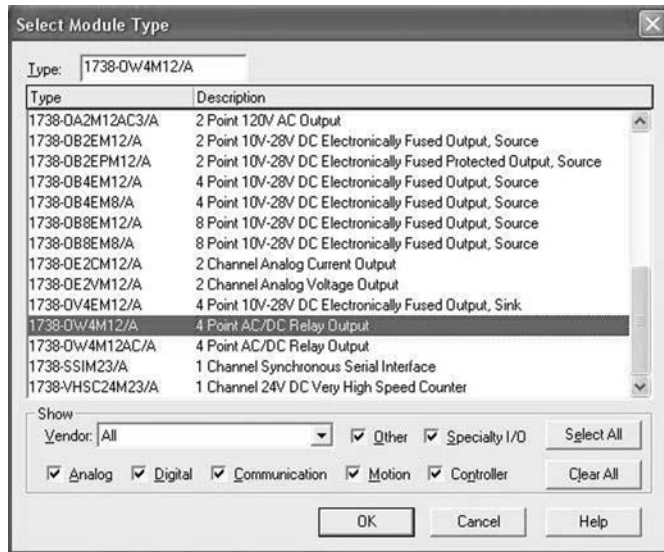 Select Module Type
Type: 1738-OW4M12/A
Type Description
1738-OA2M12AC3/A 2 Point 120V AC Output
1738-OB2EM12/A 2 Point 10V-28V DC Electronically Fused Output, Source
1738-OB2EPM12/A 2 Point 10V-28V DC Electronically Fused Protected Output, Source
1738-OB4EM12/A 4 Point 10V-28V DC Electronically Fused Output, Source
1738-OB4EM8/A 4 Point 10V-28V DC Electronically Fused Output, Source
1738-OB8EM12/A 8 Point 10V-28V DC Electronically Fused Output, Source
1738-OB8EM8/A 8 Point 10V-28V DC Electronically Fused Output, Source
1738-OE2CM12/A 2 Channel Analog Current Output
1738-OE2VM12/A 2 Channel Analog Voltage Output
1738-OV4EM12/A 4 Point 10V-28V DC Electronically Fused Output, Sink
1738-OW4M12/A 4 Point AC/DC Relay Output
1738-OW4M12AC/A 4 Point AC/DC Relay Output
1738-SSIM23/A 1 Channel Synchronous Serial Interface
1738-VHSC24M23/A 1 Channel 24V DC Very High Speed Counter
Show
Vendor: All Other Specialty I/O Select All
Analog Digital Communication Motion Controller Clear All
OK Cancel Help